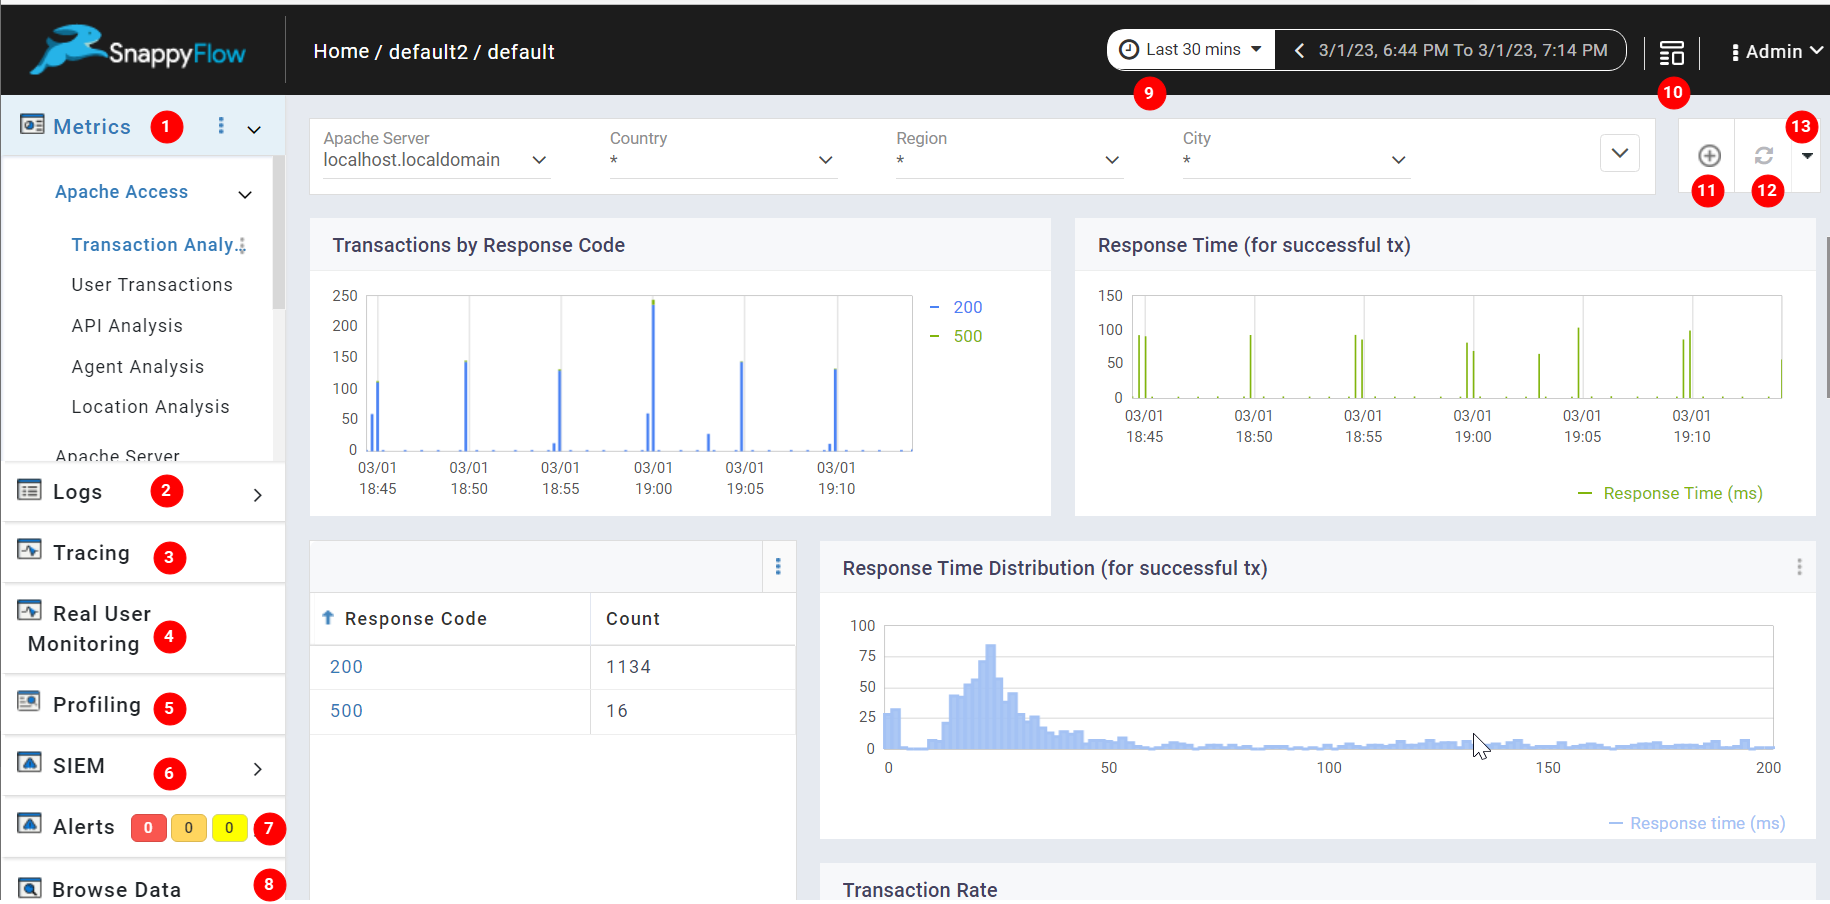 SnappyFlow
Home / default2 / default
Last 30 mins
3/1/23, 6:44 PM To 3/1/23, 7:14 PM
Admin
9
10
Metrics
1
Apache Access
Transaction Analy..
User Transactions
API Analysis
Agent Analysis
Location Analysis
Apache Server
Logs
2
Tracing
3
Real User
Monitoring
4
Profiling
5
SIEM
6
Alerts
0
0
0
7
Browse Data
8
Apache Server
localhost.localdomain
Country
*
Region
*
City
*
13
11
12
Transactions by Response Code
250
200
150
100
50
0
03/01
18:45
03/01
18:50
03/01
18:55
03/01
19:00
03/01
19:05
03/01
19:10
200
500
Response Time (for successful tx)
150
100
50
0
03/01
18:45
03/01
18:50
03/01
18:55
03/01
19:00
03/01
19:05
03/01
19:10
Response Time (ms)
Response Code
Count
200
1134
500
16
Response Time Distribution (for successful tx)
100
75
50
25
0
0
50
100
150
200
Response time (ms)
Transaction Rate